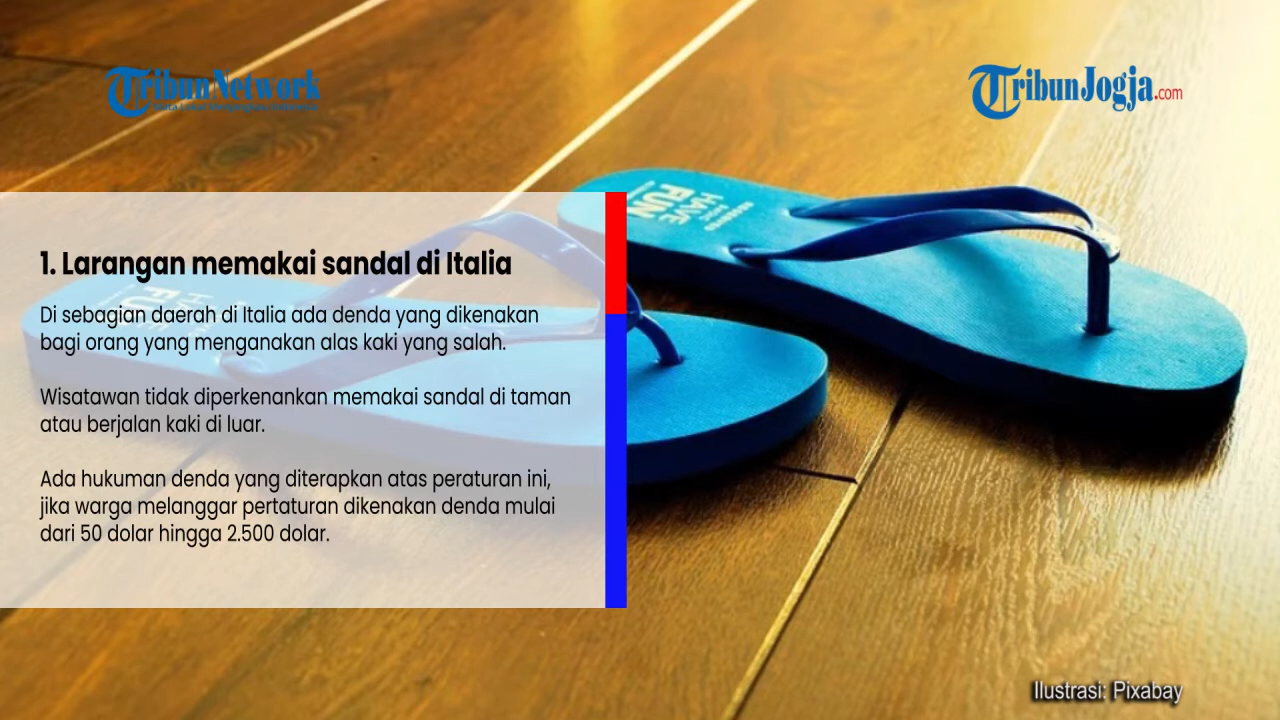 TribunNetwork
TribunJogja.com
HAVE
FUN
1. Larangan memakai sandal di Italia
Di sebagian daerah di Italia ada denda yang dikenakan
bagi orang yang menganakan alas kaki yang salah.
Wisatawan tidak diperkenankan memakai sandal di taman
atau berjalan kaki di luar.
Ada hukuman denda yang diterapkan atas peraturan ini,
jika warga melanggar pertaturan dikenakan denda mulai
dari 50 dolar hingga 2.500 dolar.
Ilustrasi: Pixabay